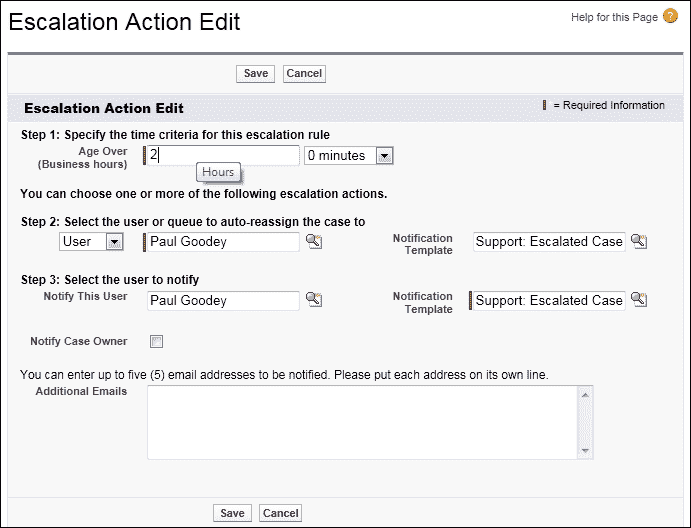 Escalation Action Edit
Help for this Page ?
Save Cancel
Escalation Action Edit
= Required Information
Step 1: Specify the time criteria for this escalation rule
Age Over 2 0 minutes
(Business hours)
Hours
You can choose one or more of the following escalation actions.
Step 2: Select the user or queue to auto-reassign the case to
User Paul Goodey Notification Template Support: Escalated Case
Step 3: Select the user to notify
Notify This User Paul Goodey Notification Template Support: Escalated Case
Notify Case Owner
You can enter up to five (5) email addresses to be notified. Please put each address on its own line.
Additional Emails
Save Cancel